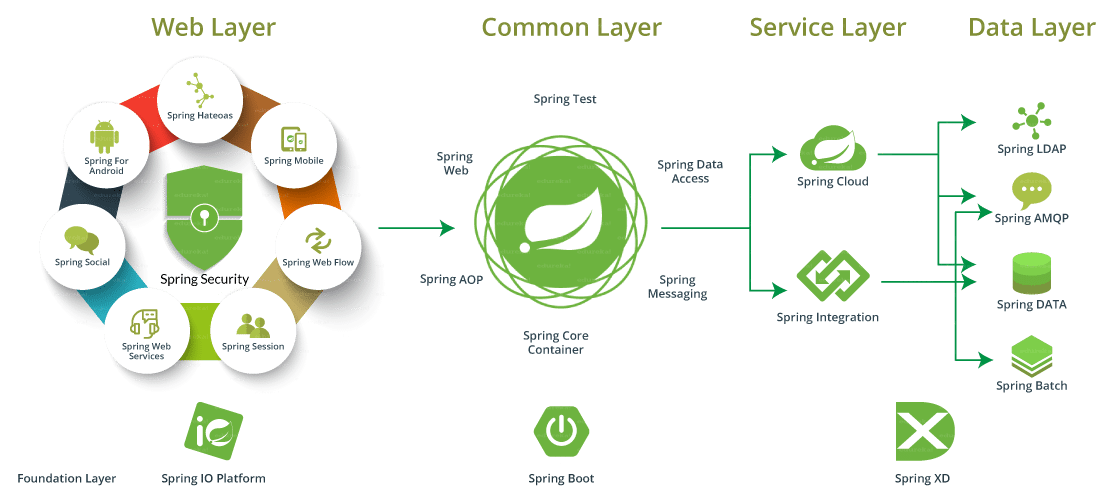 Web Layer
Common Layer
Service Layer
Data Layer
Spring Hateoas
Spring For
Android
Spring Mobile
Spring Social
Spring Web Flow
Spring Security
Spring Web
Services
Spring Session
Spring Test
Spring
Web
Spring Data
Access
Spring AOP
Spring
Messaging
Spring Core
Container
Spring Cloud
Spring Integration
Spring LDAP
Spring AMQP
Spring DATA
Spring Batch
Foundation Layer
iO
Spring IO Platform
Spring Boot
XD
Spring XD